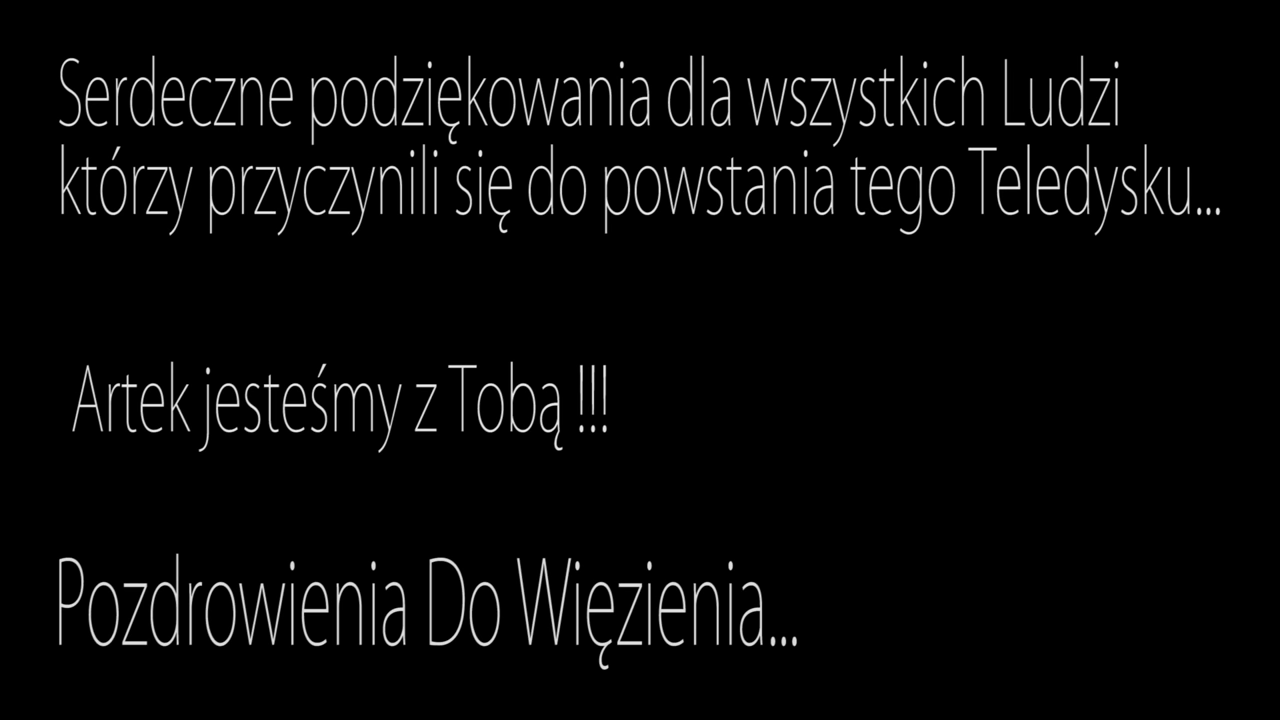 Serdeczne podziękowania dla wszystkich Ludzi
którzy przyczynili się do powstania tego Teledysku...
Artek jesteśmy z Tobą !!!
Pozdrowienia Do Więzienia...